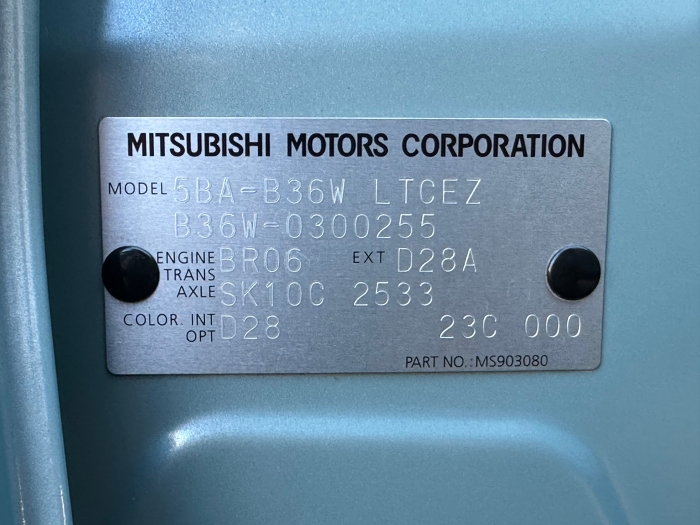 MITSUBISHI MOTORS CORPORATION
MODEL 5BA-B36W LTCEZ
B36W-0300255
ENGINE BR06 EXT D28A
TRANS
AXLE SK10C 2533
COLOR. INT D28 23C 000
OPT
PART NO.: MS903080